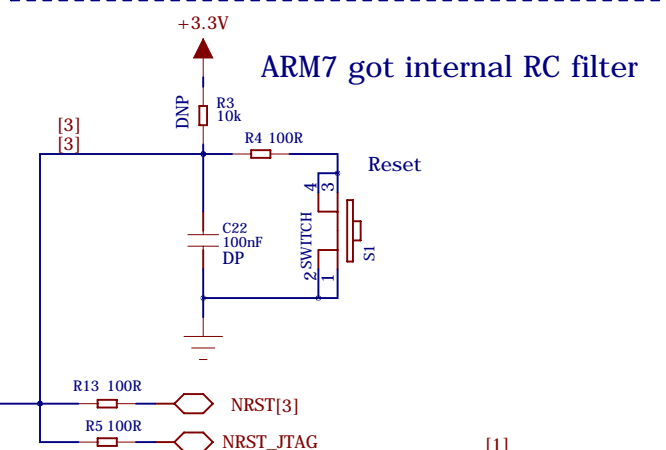 +3.3V
ARM7 got internal RC filter
DNP
R3
10k
[3]
[3]
R4 100R
Reset
4
3
SWITCH
S1
C22
100nF
DP
2
1
R13 100R
NRST[3]
R5 100R
NRST_JTAG
[1]